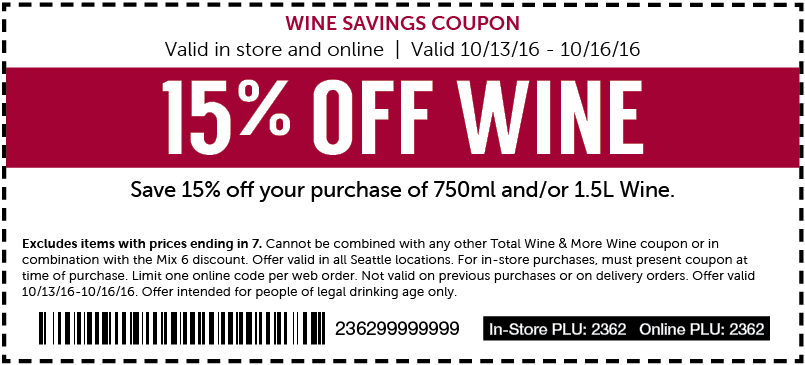 WINE SAVINGS COUPON
Valid in store and online | Valid 10/13/16 - 10/16/16
15% OFF WINE
Save 15% off your purchase of 750ml and/or 1.5L Wine.
Excludes items with prices ending in 7. Cannot be combined with any other Total Wine & More Wine coupon or in
combination with the Mix 6 discount. Offer valid in all Seattle locations. For in-store purchases, must present coupon at
time of purchase. Limit one online code per web order. Not valid on previous purchases or on delivery orders. Offer valid
10/13/16-10/16/16. Offer intended for people of legal drinking age only.
236299999999 In-Store PLU: 2362 Online PLU: 2362